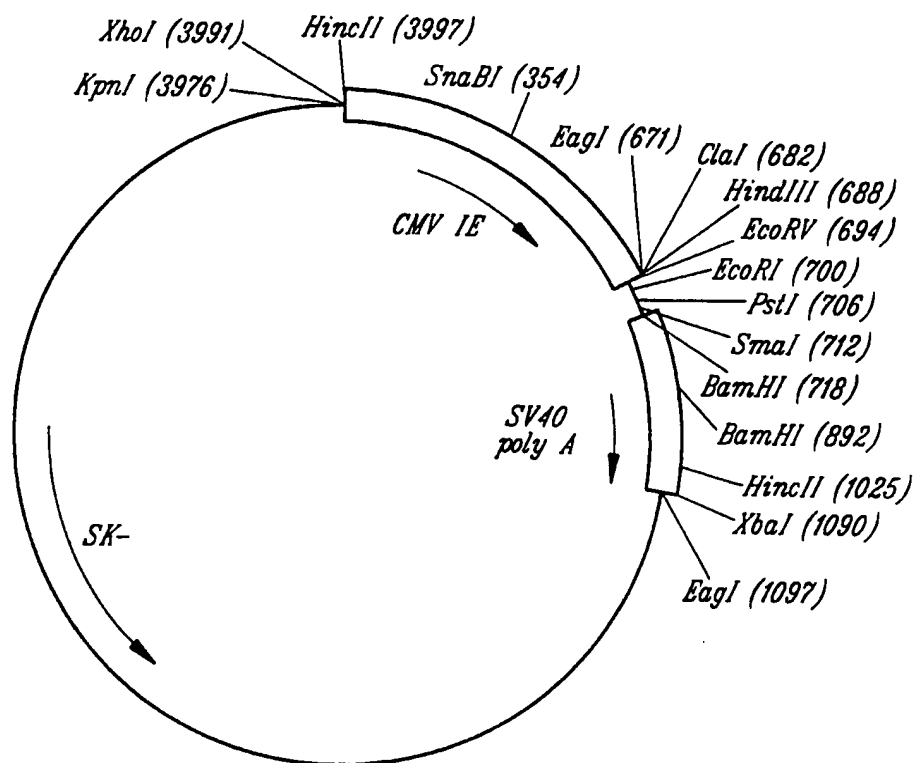 XhoI (3991)
HincII (3997)
KpnI (3976)
SnaBI (354)
EagI (671)
ClaI (682)
HindIII (688)
EcoRV (694)
EcoRI (700)
PstI (706)
SmaI (712)
BamHI (718)
BamHI (892)
HincII (1025)
XbaI (1090)
EagI (1097)
CMV IE
SV40
poly A
SK-